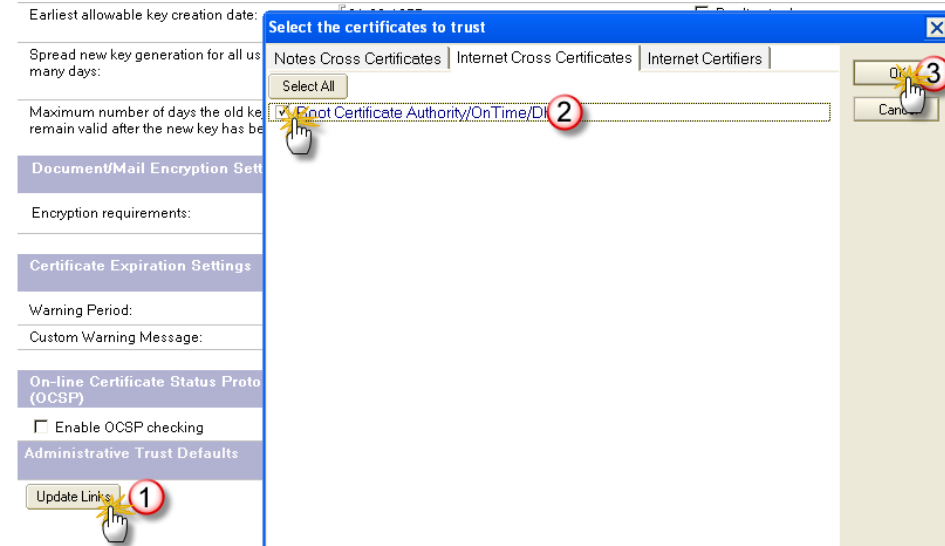 Earliest allowable key creation date:
Spread new key generation for all us
many days:
Maximum number of days the old ke
remain valid after the new key has be
Document/Mail Encryption Sett
Encryption requirements:
Certificate Expiration Settings
Warning Period:
Custom Warning Message:
On-line Certificate Status Proto
(OCSP)
Enable OCSP checking
Administrative Trust Defaults
Update Links
1
Select the certificates to trust
Notes Cross Certificates
Internet Cross Certificates
Internet Certifiers
Select All
Root Certificate Authority/OnTime/
2
OK
3
Cancel